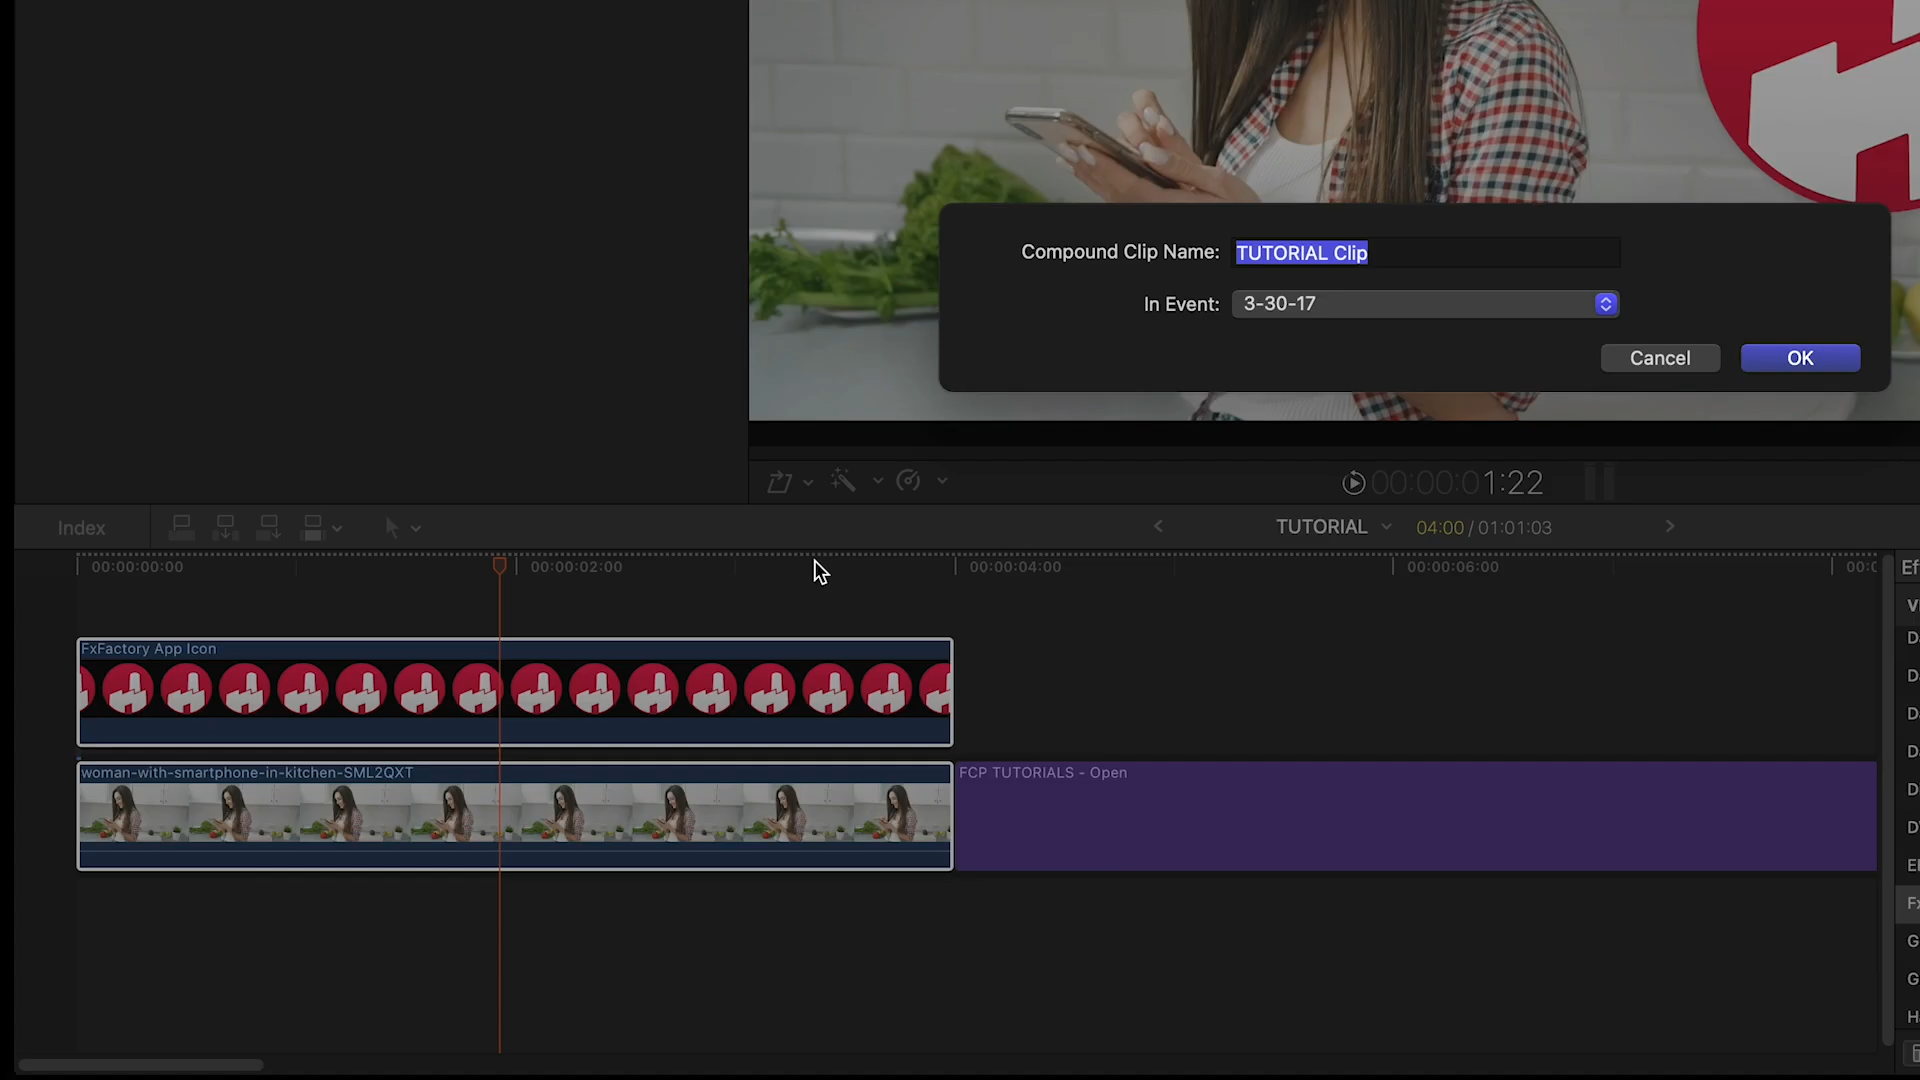 Compound Clip Name: TUTORIAL Clip
In Event: 3-30-17
Cancel OK
00:00:00:01:22
Index
TUTORIAL 04:00 / 01:01:03
00:00:00:00 00:00:02:00 00:00:04:00 00:00:06:00
FxFactory App Icon
woman-with-smartphone-in-kitchen-SML2QXT
FCP TUTORIALS - Open